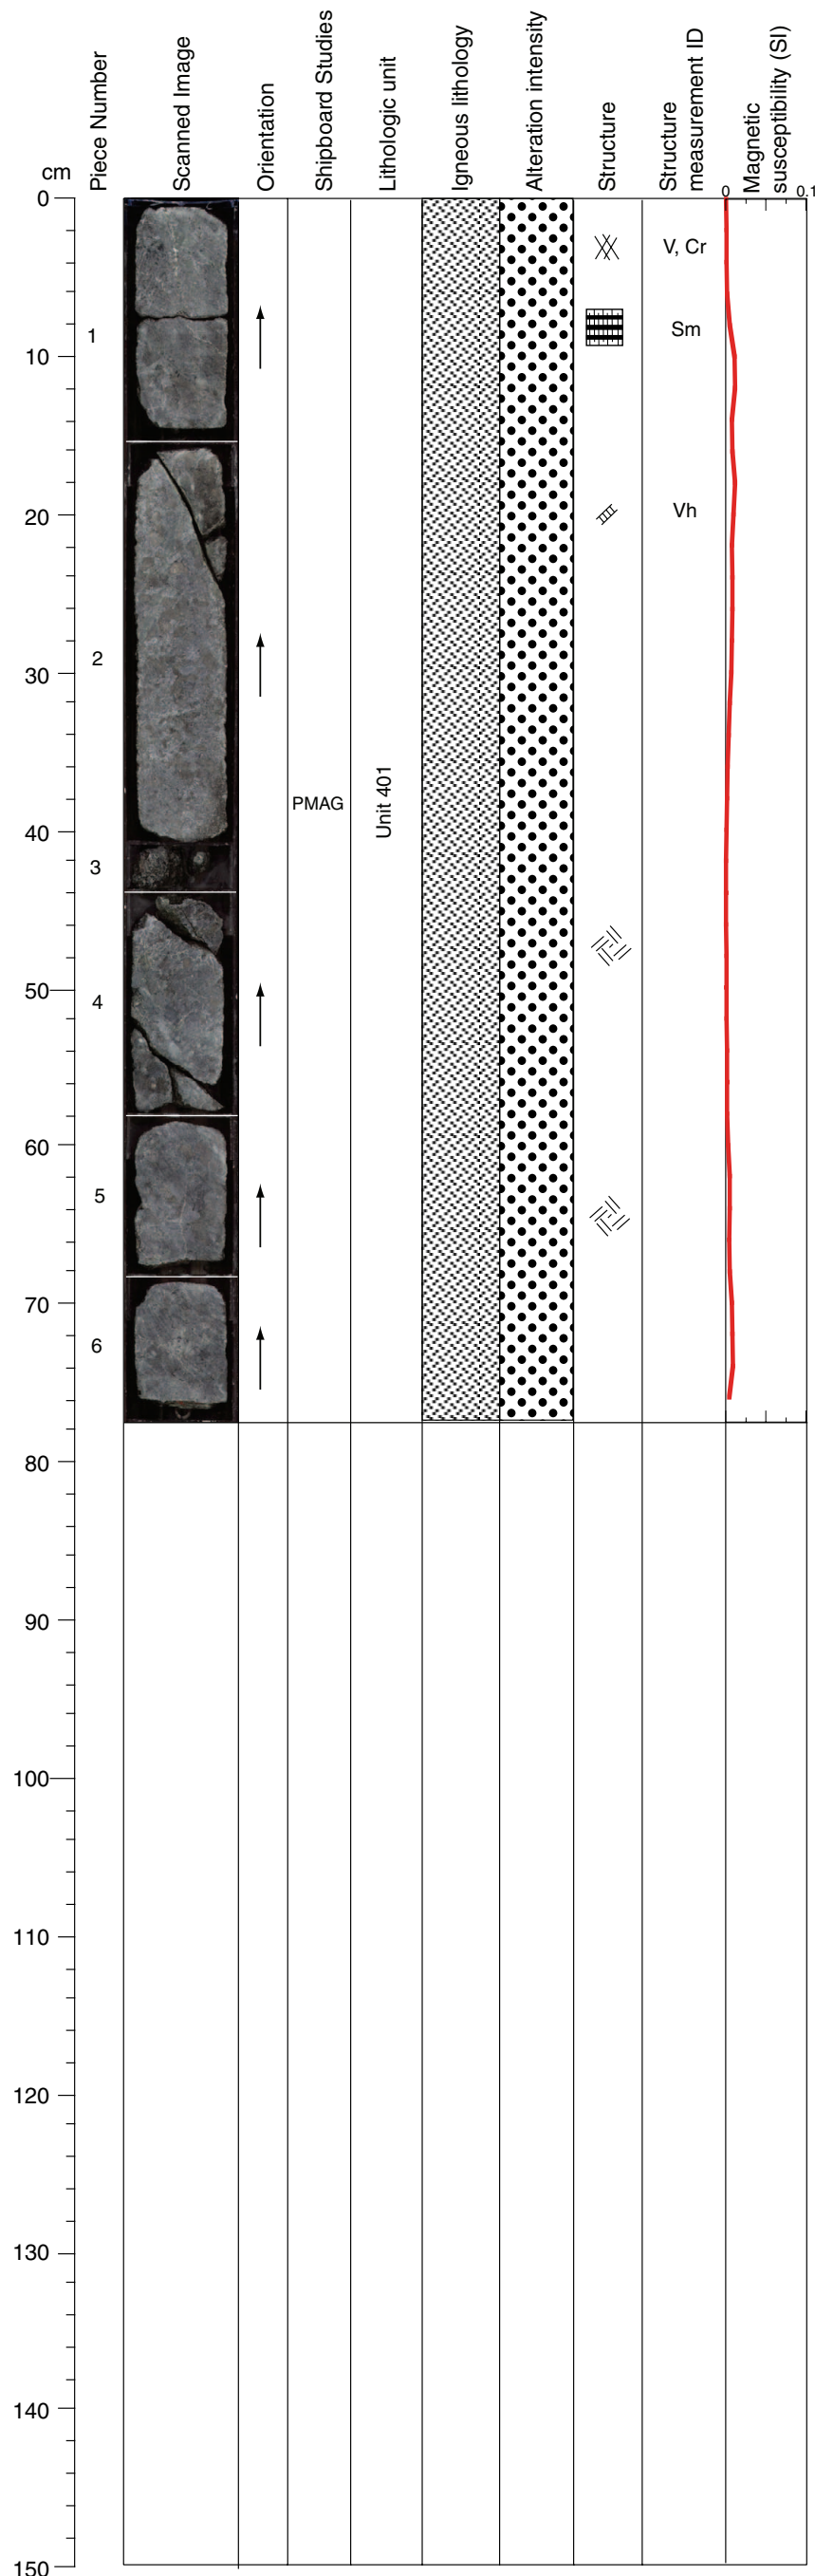 cm
Piece Number
Scanned Image
Orientation
Shipboard Studies
Lithologic unit
Igneous lithology
Alteration intensity
Structure
Structure
measurement ID
Magnetic
susceptibility (SI)
0
0.1
0
V, Cr
1
Sm
10
20
Vh
2
30
PMAG
Unit 401
40
3
50
4
60
5
70
6
80
90
100
110
120
130
140
150